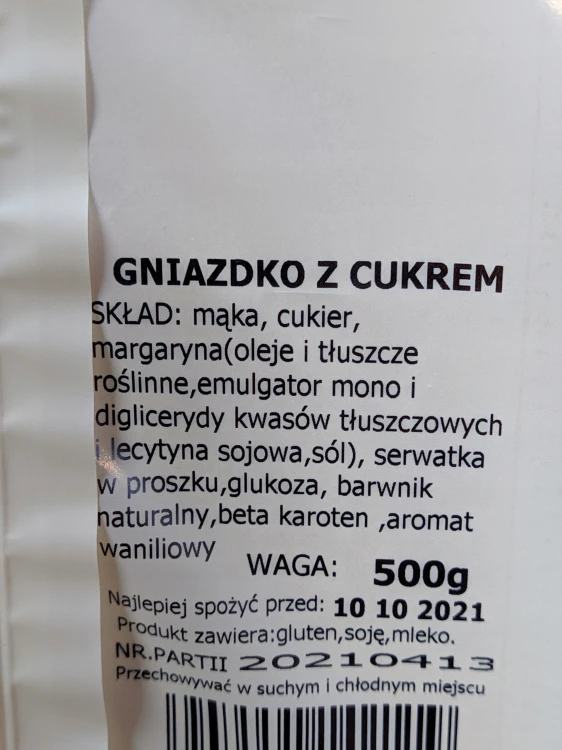 GNIAZDKO Z CUKREM
SKŁAD: mąka, cukier,
margaryna(oleje i tłuszcze
roślinne,emulgator mono i
diglicerydy kwasów tłuszczowych
i lecytyna sojowa,sól), serwatka
w proszku,glukoza, barwnik
naturalny,beta karoten ,aromat
waniliowy
WAGA: 500g
Najlepiej spożyć przed: 10 10 2021
Produkt zawiera:gluten,soję,mleko.
NR.PARTII 20210413
Przechowywać w suchym i chłodnym miejscu